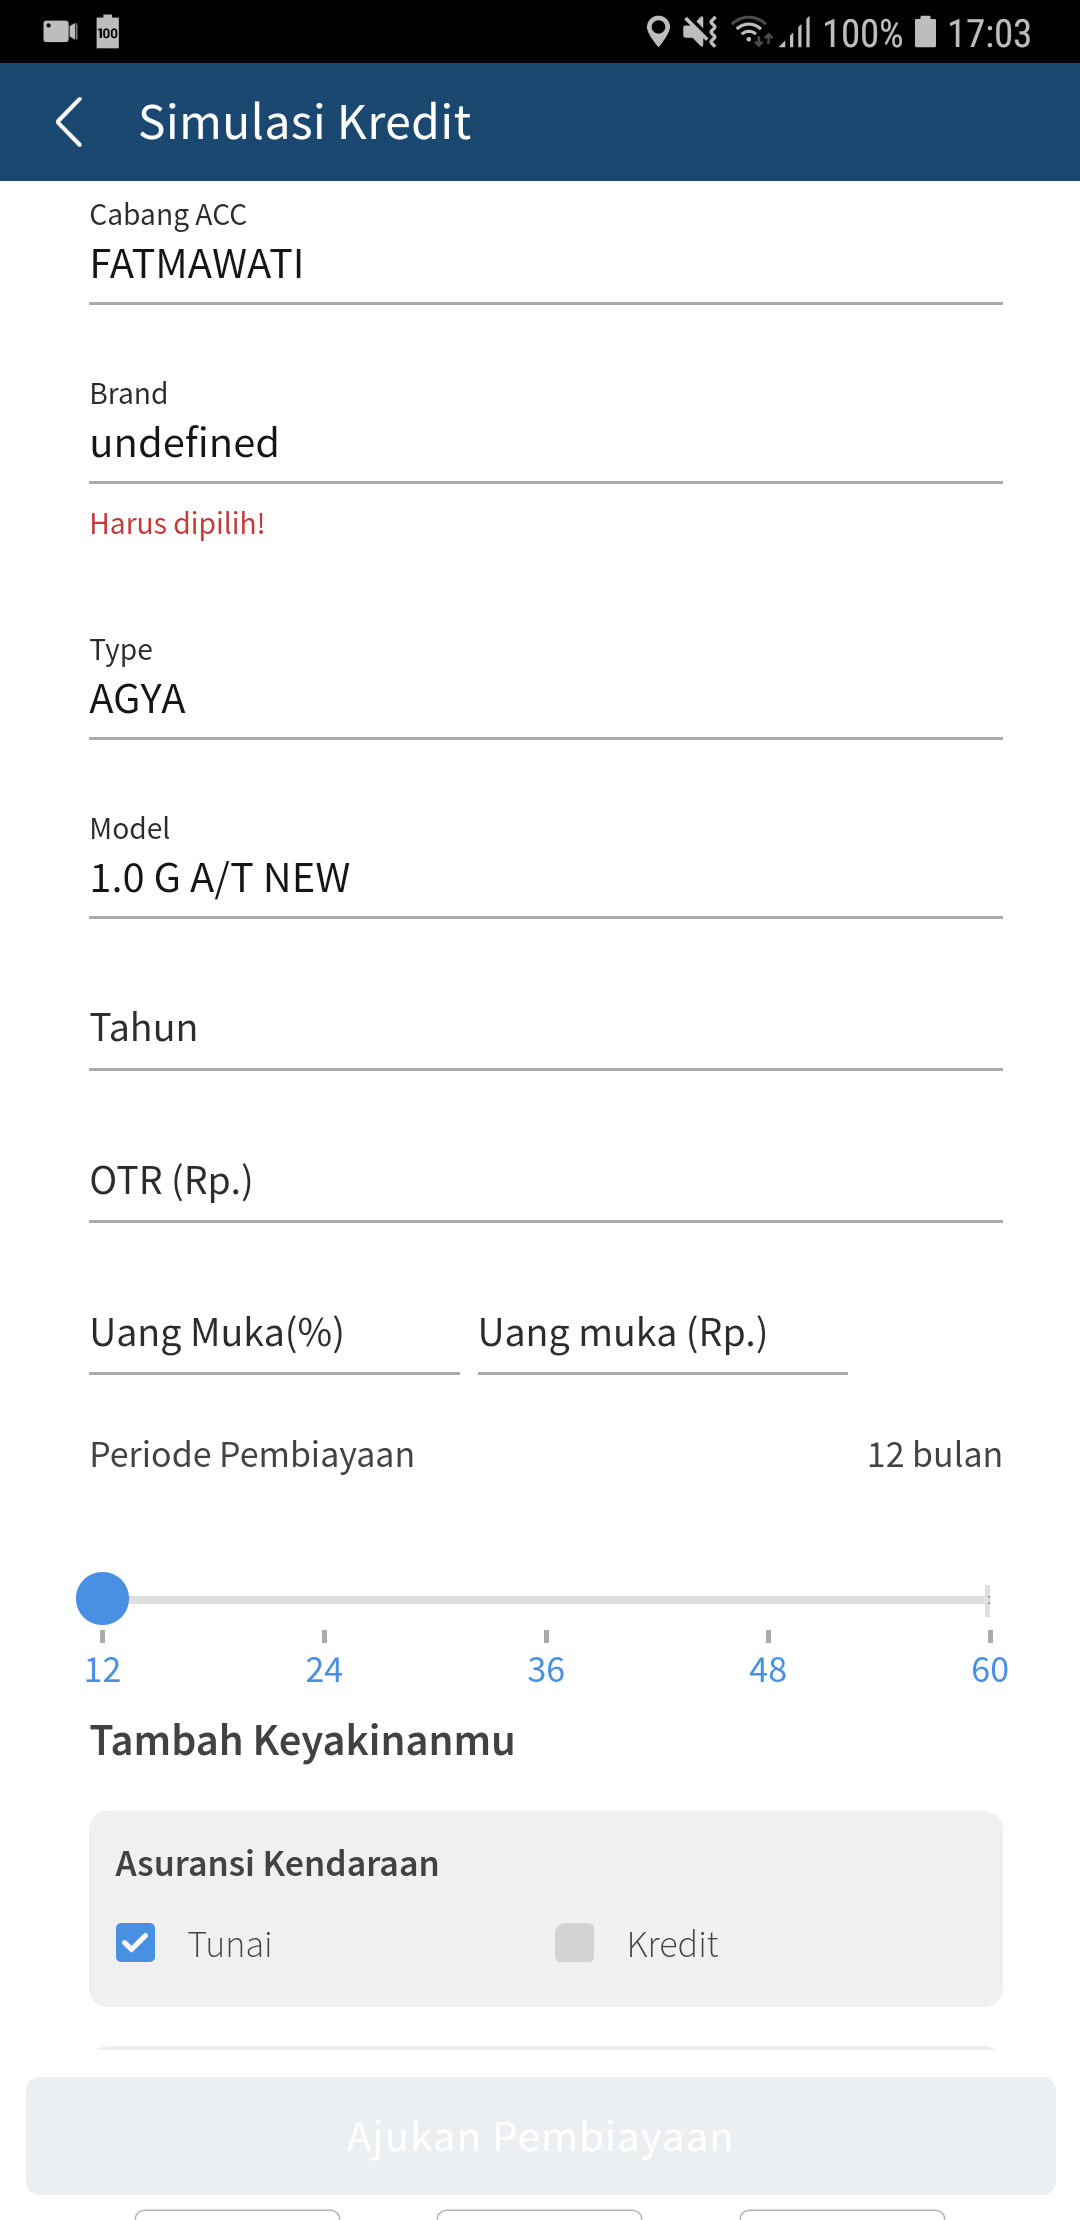 100 100% 17:03
Simulasi Kredit
Cabang ACC
FATMAWATI
Brand
undefined
Harus dipilih!
Type
AGYA
Model
1.0 G A/T NEW
Tahun
OTR (Rp.)
Uang Muka(%) Uang muka (Rp.)
Periode Pembiayaan 12 bulan
12 24 36 48 60
Tambah Keyakinanmu
Asuransi Kendaraan
Tunai Kredit
Ajukan Pembiayaan